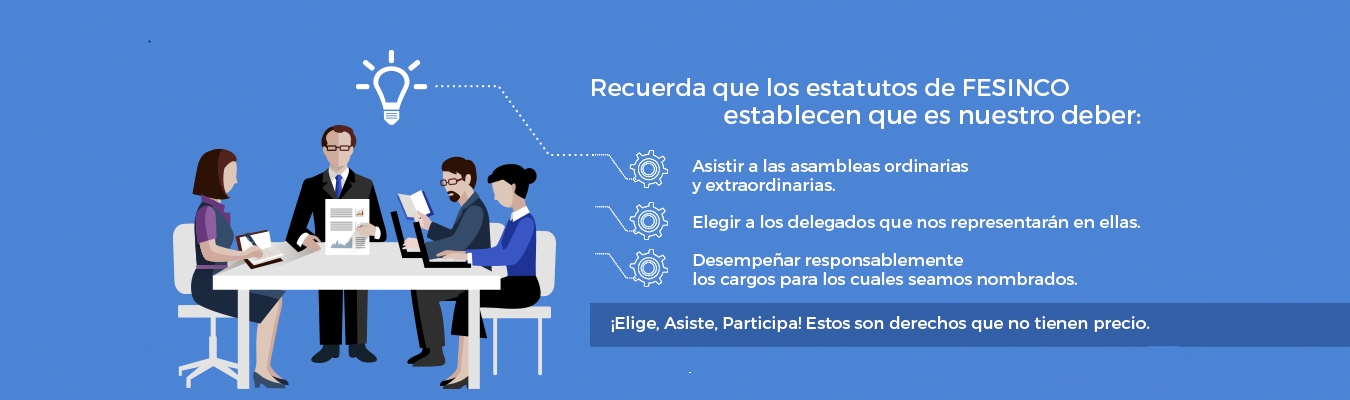 Recuerda que los estatutos de FESINCO
establecen que es nuestro deber:
Asistir a las asambleas ordinarias
y extraordinarias.
Elegir a los delegados que nos representarán en ellas.
Desempeñar responsablemente
los cargos para los cuales seamos nombrados.
¡Elige, Asiste, Participa! Estos son derechos que no tienen precio.